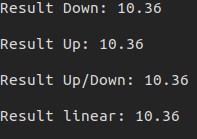 Result Down: 10.36
Result Up: 10.36
Result Up/Down: 10.36
Result linear: 10.36